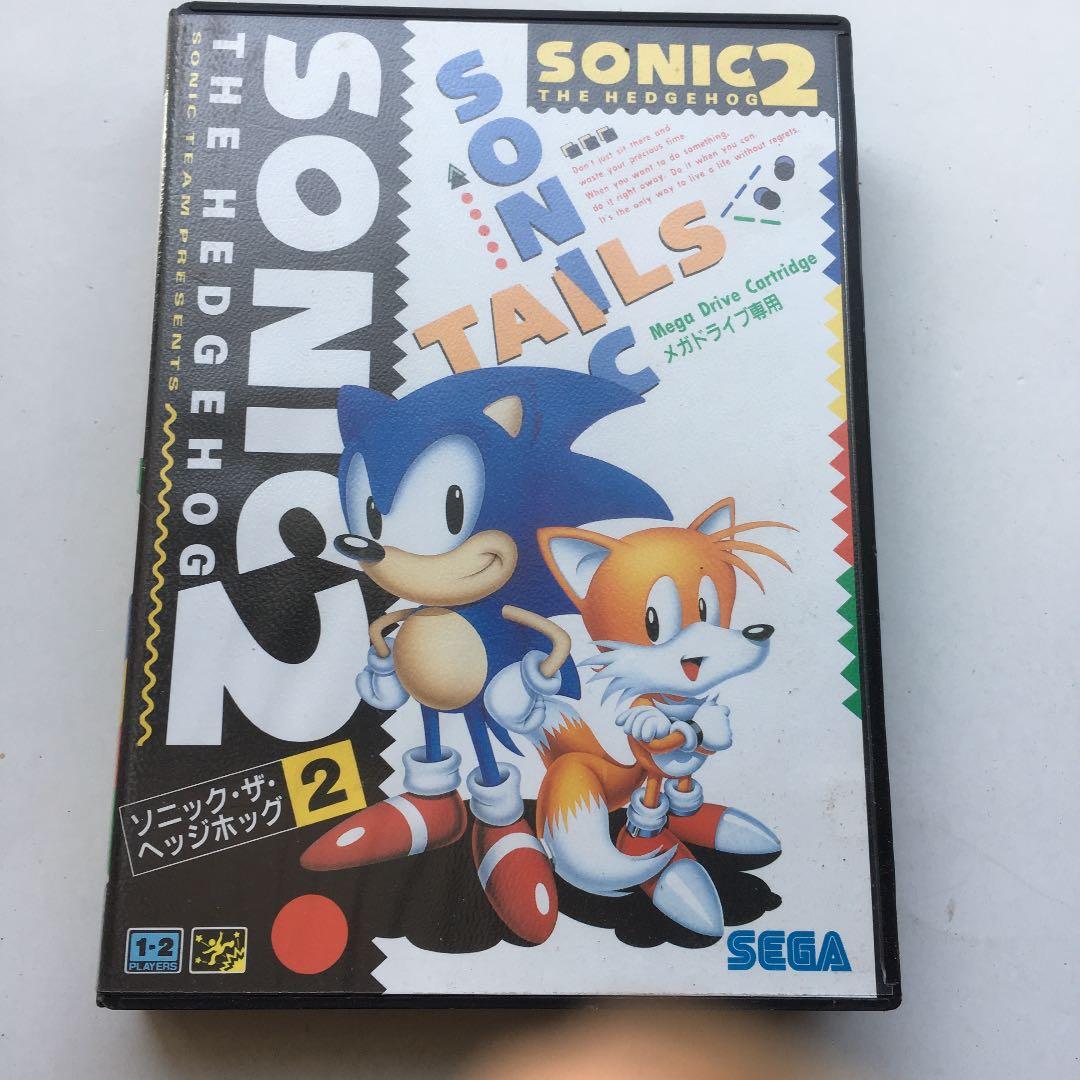 SONIC 2
THE HEDGEHOG
SONIC TEAM PRESENTS
SONIC 2
THE HEDGEHOG
SONIC
TAILS
Don't just sit there and
waste your precious time.
When you want to do something,
do it right away. Do it when you can.
It's the only way to live a life without regrets.
Mega Drive Cartridge
メガドライブ専用
ソニック・ザ・
ヘッジホッグ 2
1-2
PLAYERS
SEGA